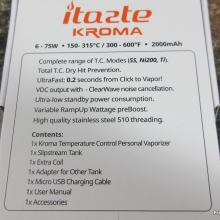 itaste
KROMA
6 - 75W • 150- 315°C / 300 - 600°F • 2000mAh
Complete range of T.C. Modes (SS, Ni200, Ti).
Total T.C. Dry Hit Prevention.
UltraFast: 0.2 seconds from Click to Vapor!
VDC output with - ClearWave noise cancellation.
Ultra-low standby power consumption.
Variable RampUp Wattage preBoost.
High quality stainless steel 510 threading.
Contents:
1x Kroma Temperature Control Personal Vaporizer
1x Slipstream Tank
1x Extra Coil
1x Adapter for Other Tank
1x Micro USB Charging Cable
1x User Manual
1x Accessories